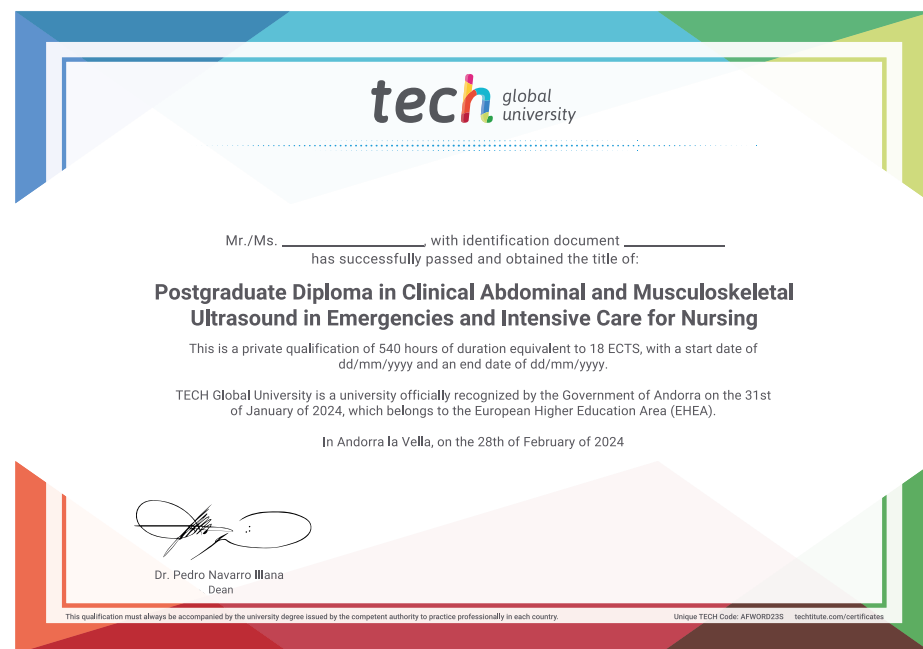 tech global university
Mr./Ms. ____________, with identification document ____________
has successfully passed and obtained the title of:
Postgraduate Diploma in Clinical Abdominal and Musculoskeletal
Ultrasound in Emergencies and Intensive Care for Nursing
This is a private qualification of 540 hours of duration equivalent to 18 ECTS, with a start date of
dd/mm/yyyy and an end date of dd/mm/yyyy.
TECH Global University is a university officially recognized by the Government of Andorra on the 31st
of January of 2024, which belongs to the European Higher Education Area (EHEA).
In Andorra la Vella, on the 28th of February of 2024
Dr. Pedro Navarro Illana
Dean
This qualification must always be accompanied by the university degree issued by the competent authority to practice professionally in each country.
Unique TECH Code: AFWORD23S techtitute.com/certificates